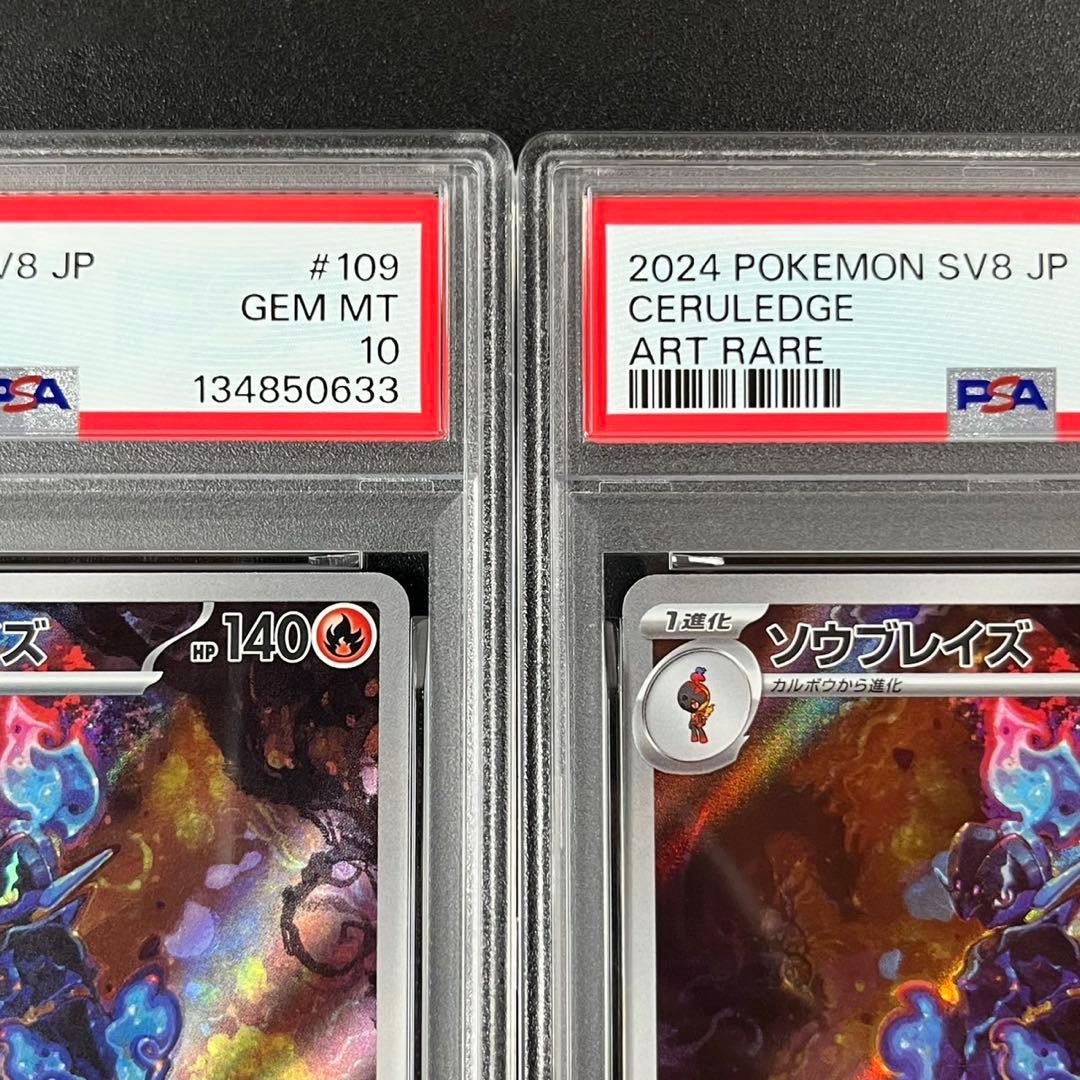 V8 JP
#109
GEM MT
10
134850633
PSA
2024 POKEMON SV8 JP
CERULEDGE
ART RARE
PSA
ズ
HP 140
1進化
ソウブレイズ
カルボウから進化